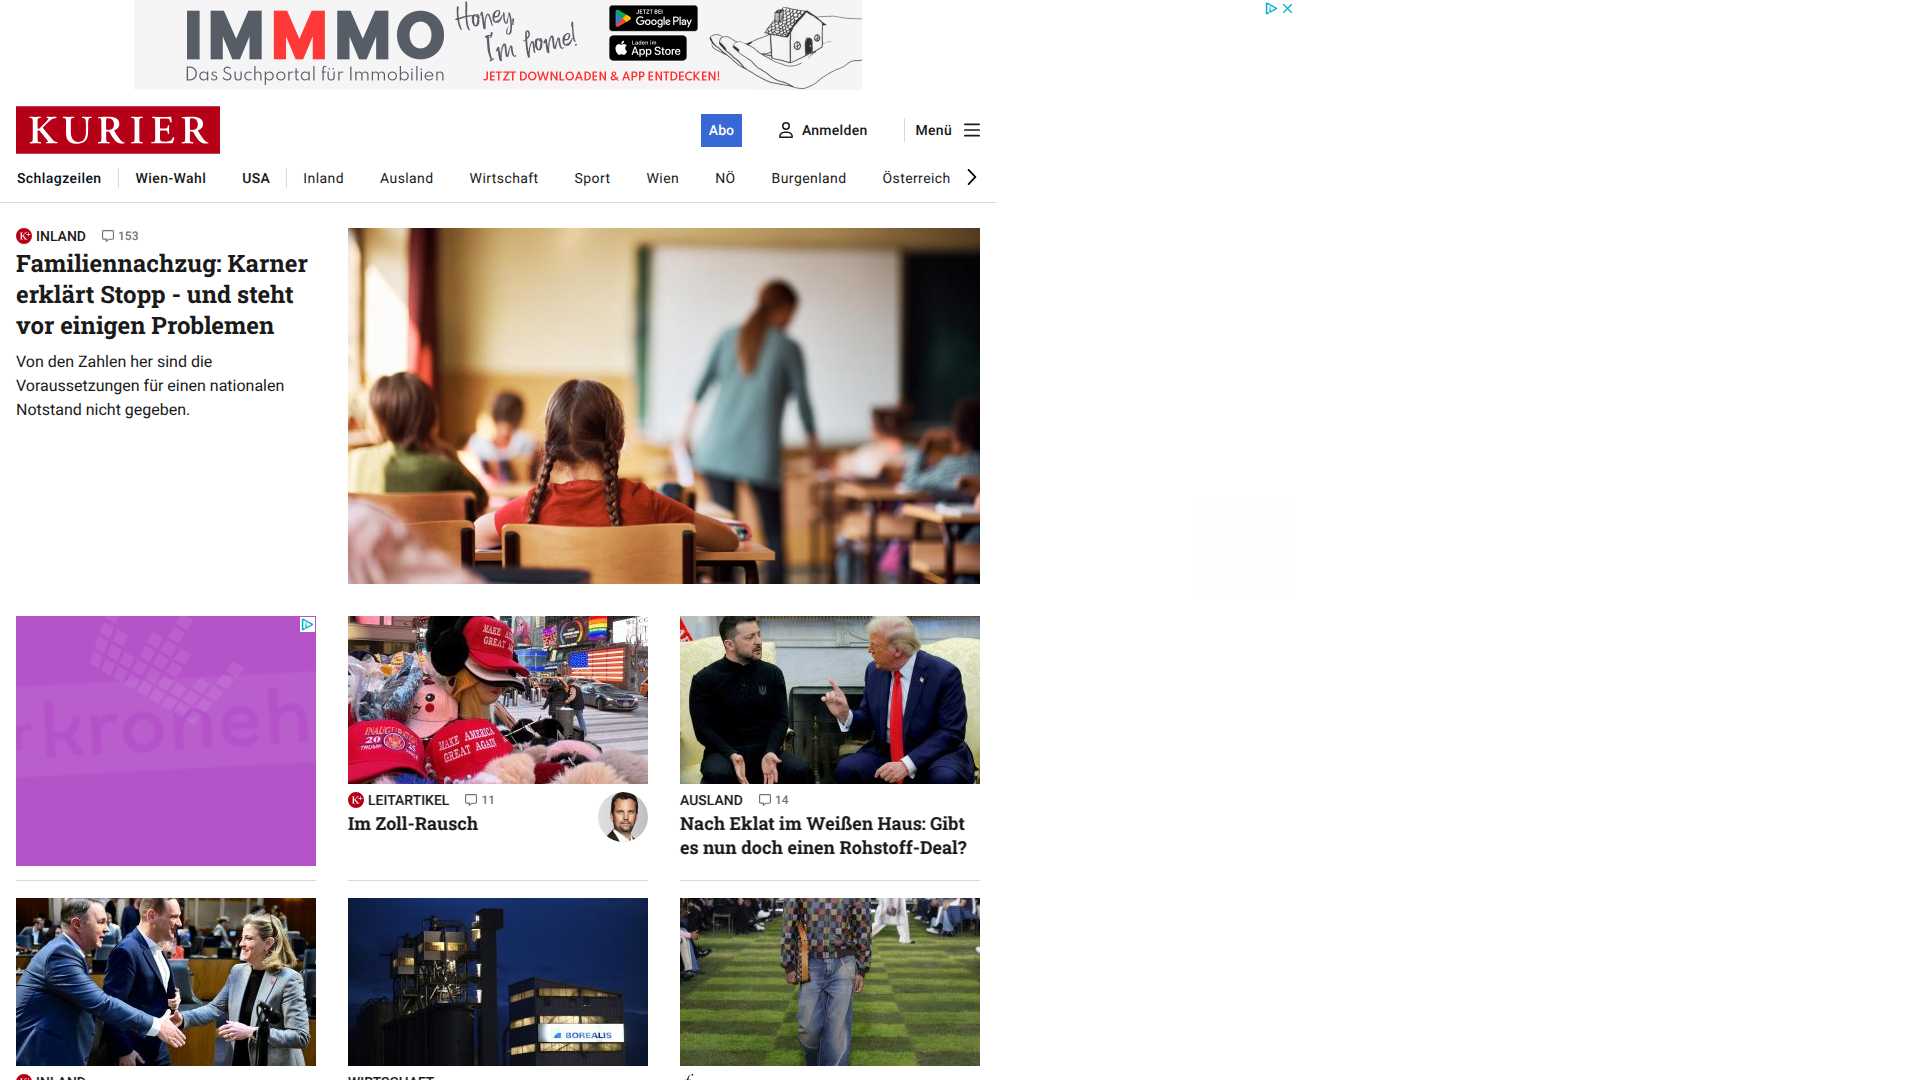 IMMMO
Das Suchportal für Immobilien
Honey,
I'm home!
JETZT BEI
Google Play
Laden im
App Store
JETZT DOWNLOADEN & APP ENTDECKEN!
KURIER
Abo
Anmelden
Menü
Schlagzeilen
Wien-Wahl
USA
Inland
Ausland
Wirtschaft
Sport
Wien
NÖ
Burgenland
Österreich
INLAND
153
Familiennachzug: Karner
erklärt Stopp - und steht
vor einigen Problemen
Von den Zahlen her sind die
Voraussetzungen für einen nationalen
Notstand nicht gegeben.
kroneh
MAKE AMERICA
GREAT AGAIN
LEITARTIKEL
11
Im Zoll-Rausch
AUSLAND
14
Nach Eklat im Weißen Haus: Gibt
es nun doch einen Rohstoff-Deal?
BOREALIS
INLAND
WIRTSCHAFT